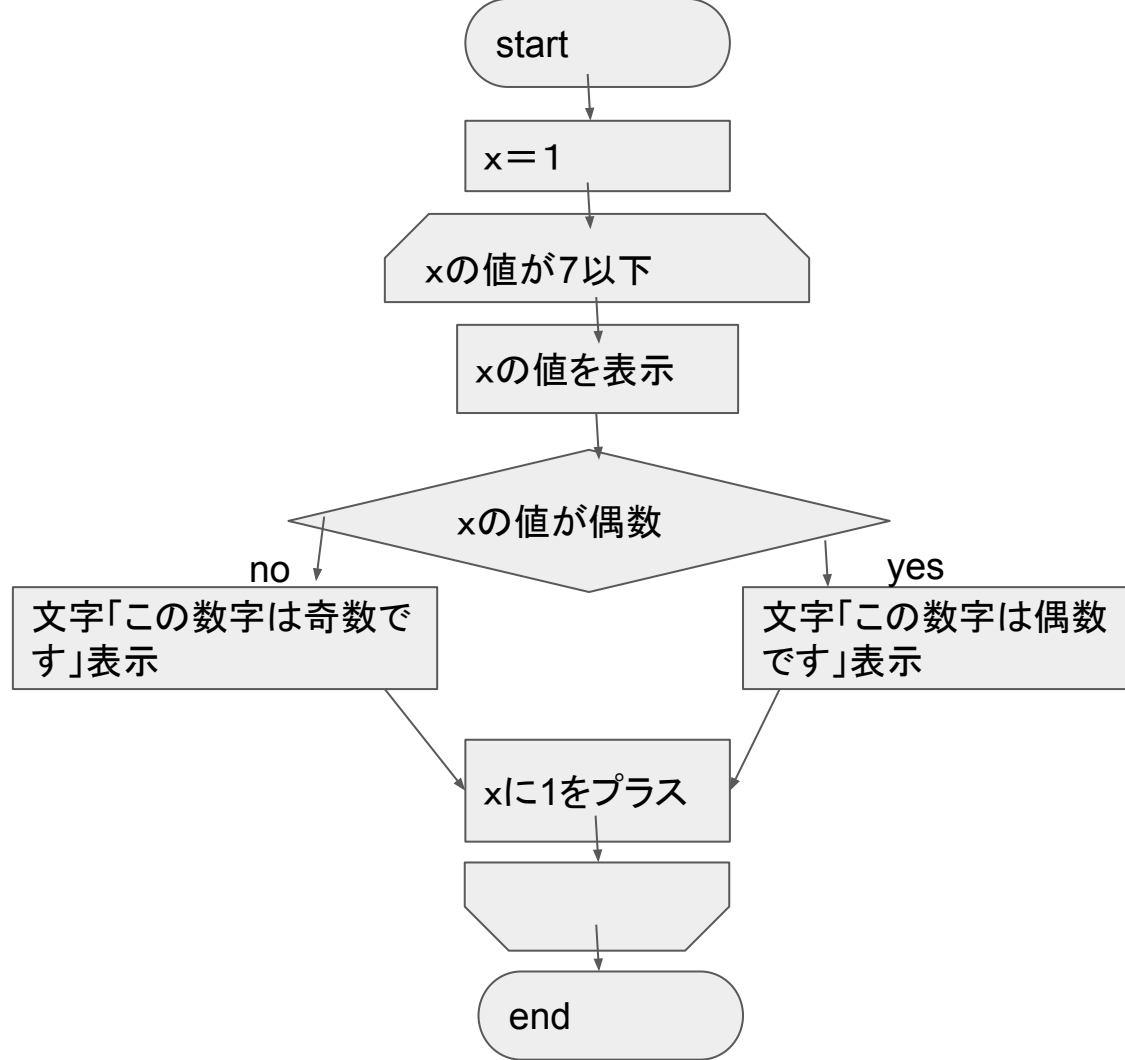 start
x＝1
xの値が7以下
xの値を表示
xの値が偶数
no
yes
文字「この数字は奇数で
す」表示
文字「この数字は偶数
です」表示
xに1をプラス
end